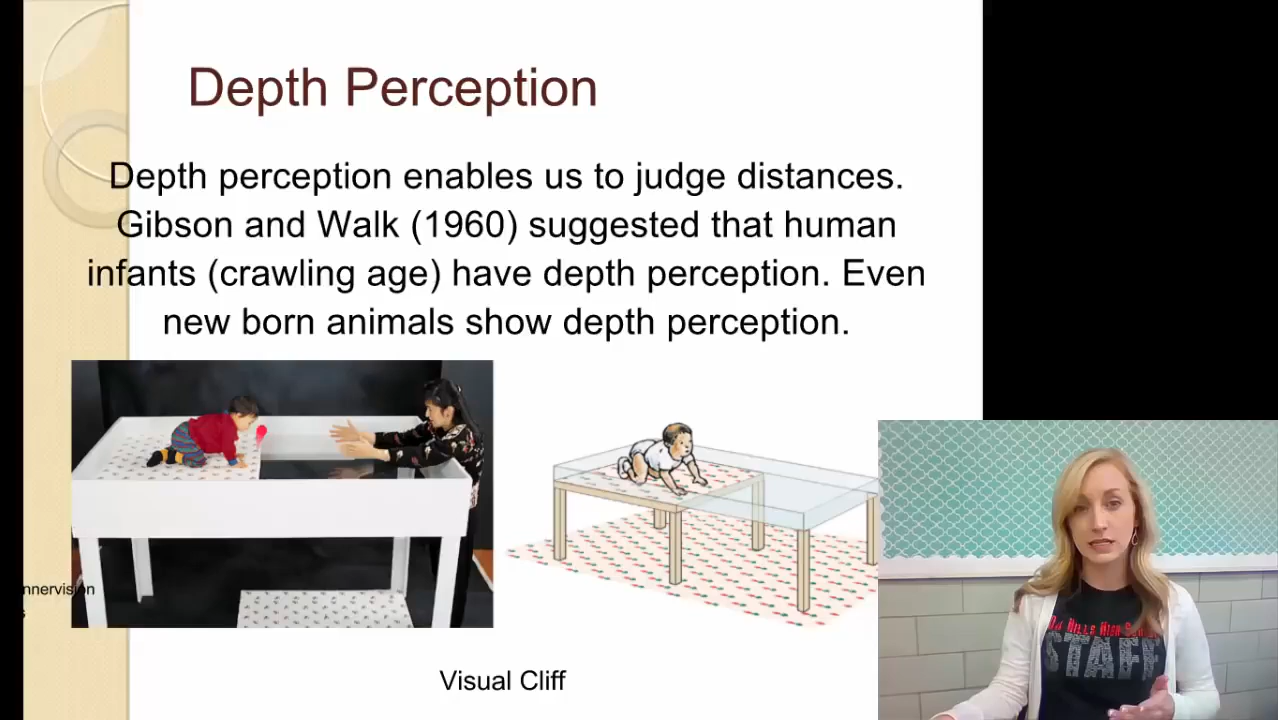 Depth Perception
Depth perception enables us to judge distances.
Gibson and Walk (1960) suggested that human
infants (crawling age) have depth perception. Even
new born animals show depth perception.
nnervision
s
Visual Cliff
STAFF